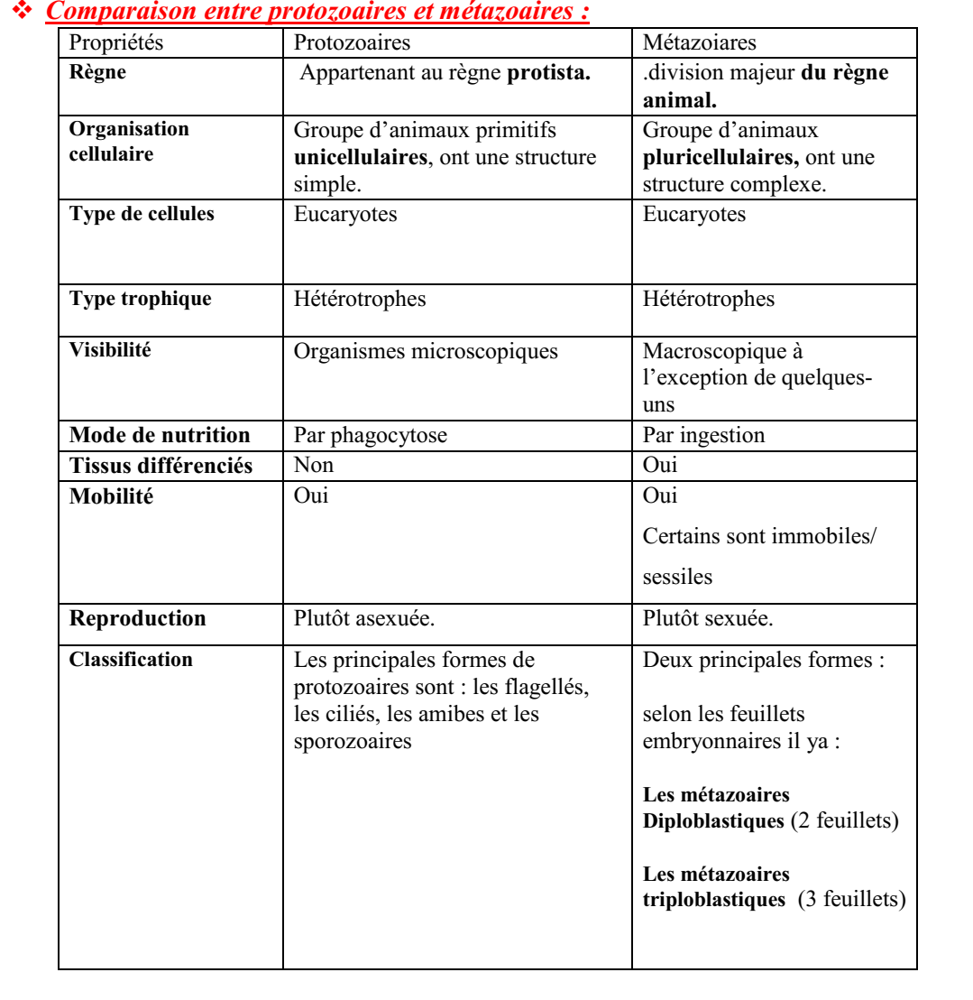 ❖ Comparaison entre protozoaires et métazoaires :
Propriétés
Protozoaires
Métazoiares
Règne
Appartenant au règne protista.
.division majeur du règne
animal.
Organisation
cellulaire
Groupe d’animaux primitifs
unicellulaires, ont une structure
simple.
Groupe d’animaux
pluricellulaires, ont une
structure complexe.
Type de cellules
Eucaryotes
Eucaryotes
Type trophique
Hétérotrophes
Hétérotrophes
Visibilité
Organismes microscopiques
Macroscopique à
l’exception de quelques-
uns
Mode de nutrition
Par phagocytose
Par ingestion
Tissus différenciés
Non
Oui
Mobilité
Oui
Oui
Certains sont immobiles/
sessiles
Reproduction
Plutôt asexuée.
Plutôt sexuée.
Classification
Les principales formes de
protozoaires sont : les flagellés,
les ciliés, les amibes et les
sporozoaires
Deux principales formes :
selon les feuillets
embryonnaires il ya :
Les métazoaires
Diploblastiques (2 feuillets)
Les métazoaires
triploblastiques (3 feuillets)